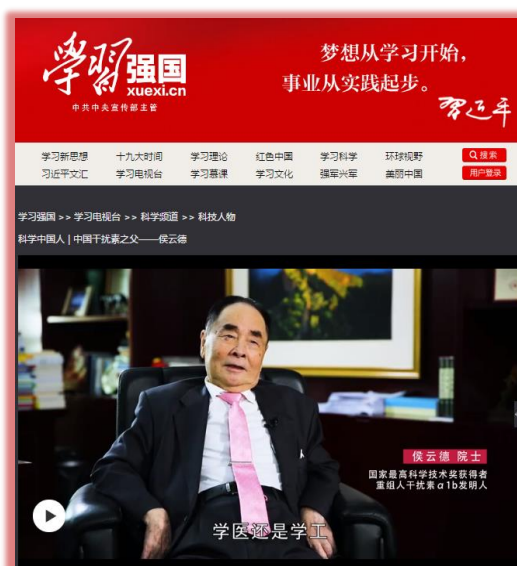 学习强国
xuexi.cn
中共中央宣传部主管
梦想从学习开始，
事业从实践起步。
习近平
学习新思想 十九大时间 学习理论 红色中国 学习科学 环球视野 搜索
习近平文汇 学习电视台 学习慕课 学习文化 强军兴军 美丽中国 用户登录
学习强国 >> 学习电视台 >> 科学频道 >> 科技人物
科学中国人 | 中国干扰素之父——侯云德
侯云德 院士
国家最高科学技术奖获得者
重组人干扰素α1b发明人
学医还是学工